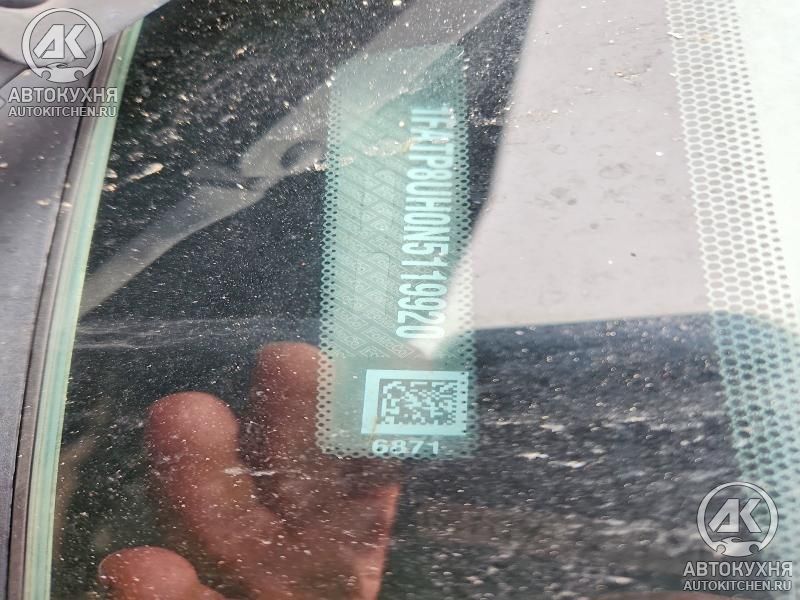 АК
АВТОКУХНЯ
AUTOKITCHEN.RU
1FATP8UH0N5119920
6871
АК
АВТОКУХНЯ
AUTOKITCHEN.RU